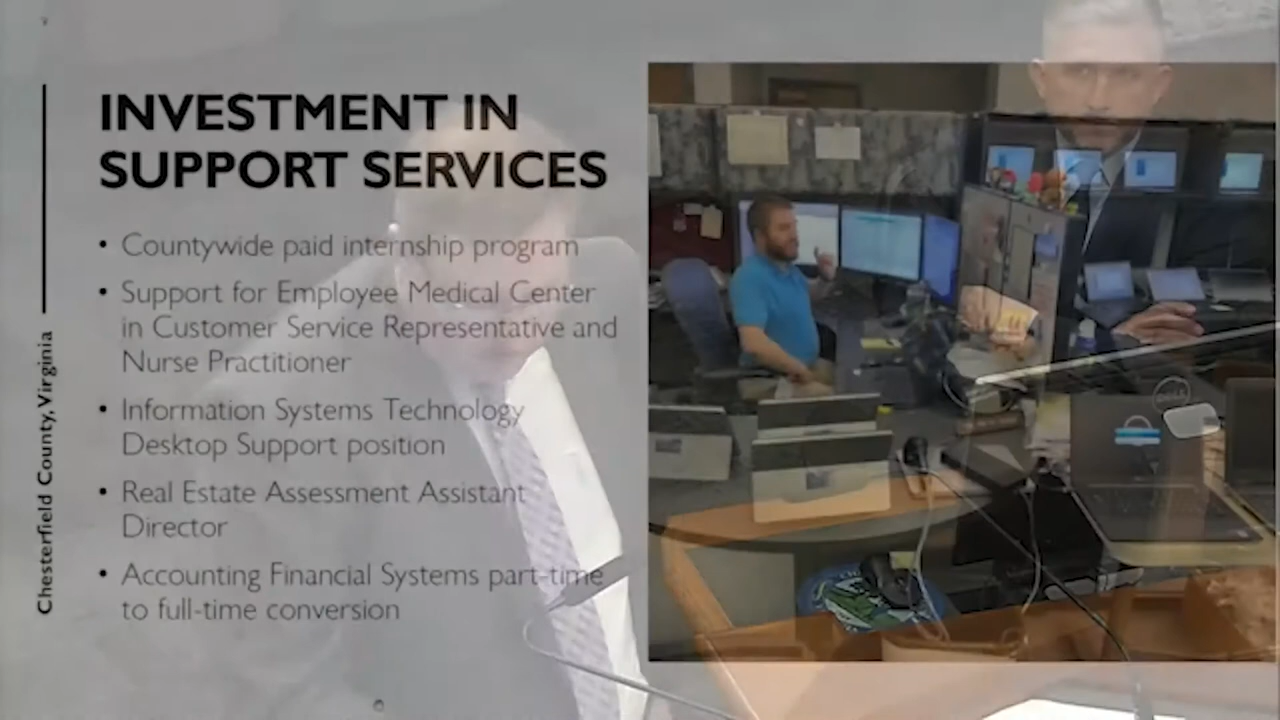 INVESTMENT IN
SUPPORT SERVICES
• Countywide paid internship program
• Support for Employee Medical Center
in Customer Service Representative and
Nurse Practitioner
• Information Systems Technology
Desktop Support position
• Real Estate Assessment Assistant
Director
• Accounting Financial Systems part-time
to full-time conversion
Chesterfield County, Virginia
DELL